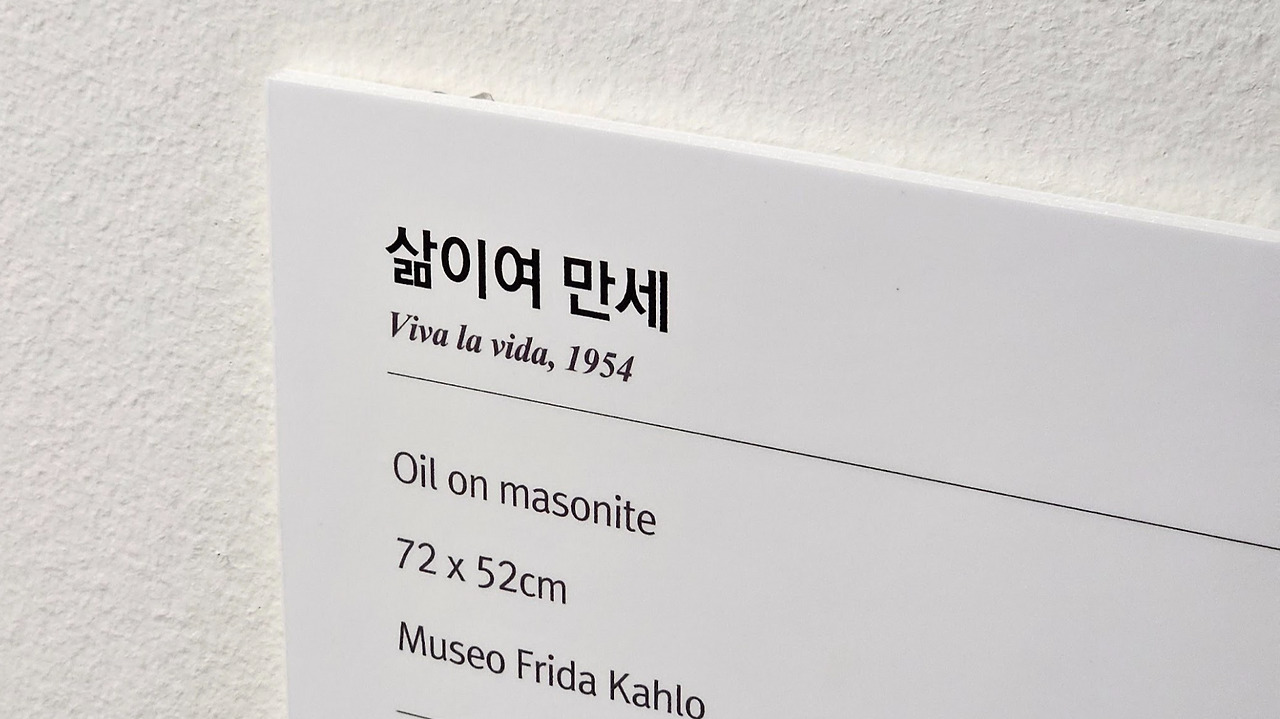 삶이여 만세
Viva la vida, 1954
Oil on masonite
72 x 52cm
Museo Frida Kahlo